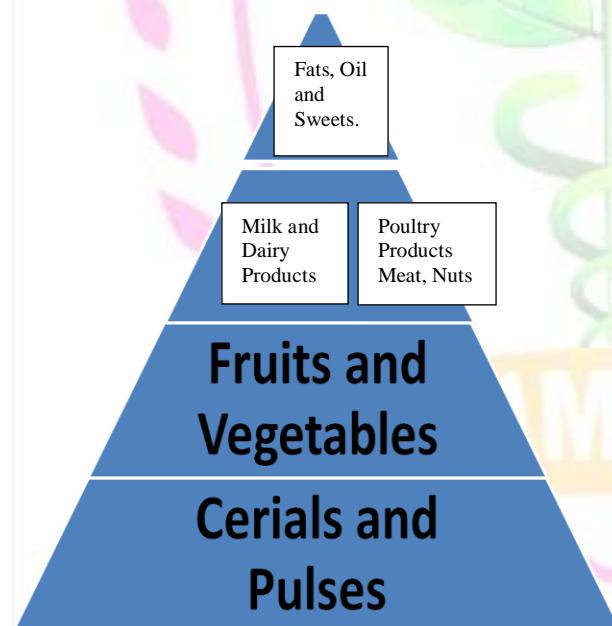 Fats, Oil
and
Sweets.
Milk and
Dairy
Products
Poultry
Products
Meat, Nuts
Fruits and
Vegetables
Cerials and
Pulses